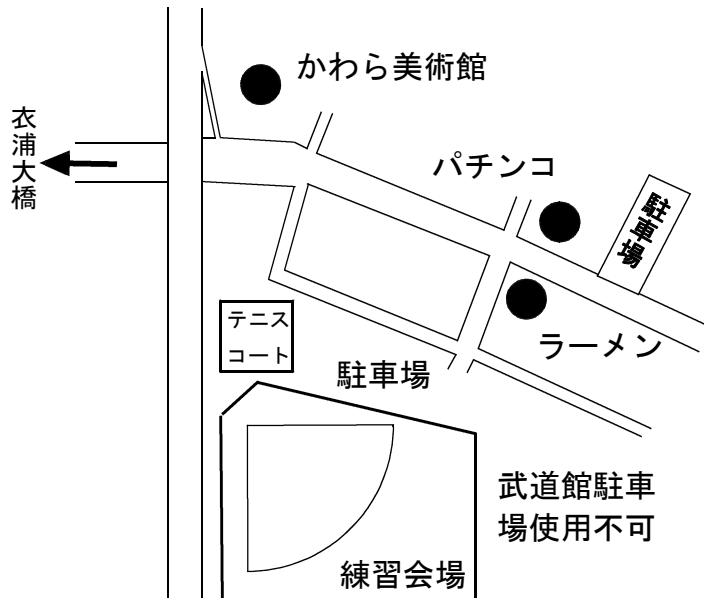 かわら美術館
衣浦大橋
パチンコ
駐車場
ラーメン
テニス
コート
駐車場
武道館駐車
場使用不可
練習会場